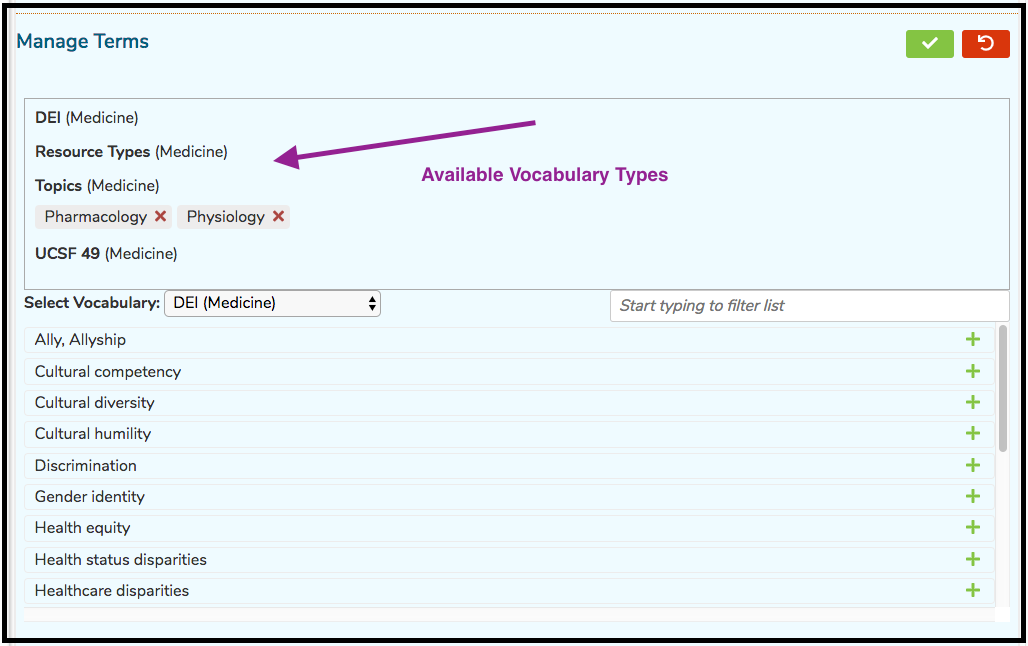 Manage Terms
DEI (Medicine)
Resource Types (Medicine)
Available Vocabulary Types
Topics (Medicine)
Pharmacology Physiology
UCSF 49 (Medicine)
Select Vocabulary: DEI (Medicine) Start typing to filter list
Ally, Allyship
Cultural competency
Cultural diversity
Cultural humility
Discrimination
Gender identity
Health equity
Health status disparities
Healthcare disparities